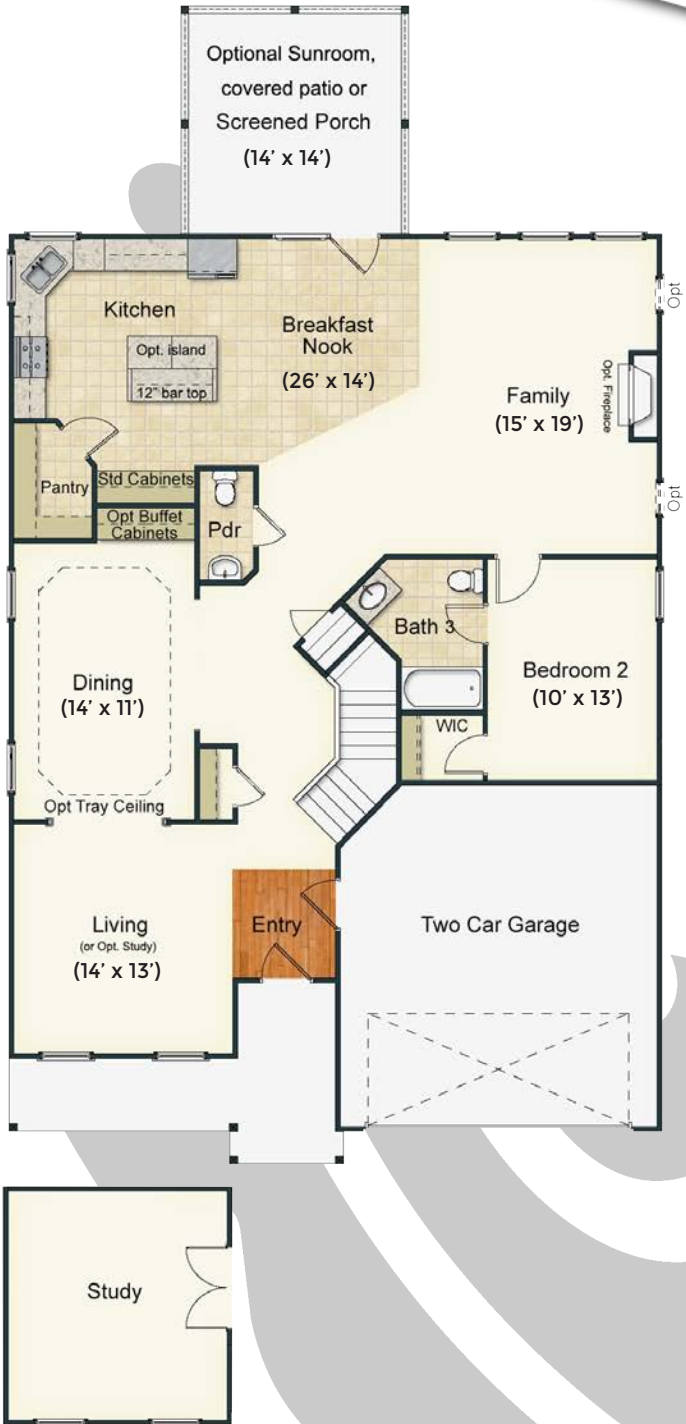 Optional Sunroom,
covered patio or
Screened Porch
(14' x 14')
Kitchen
Opt. island
12" bar top
Breakfast
Nook
(26' x 14')
Family
(15' x 19')
Opt. Fireplace
Opt
Opt
Pantry
Std Cabinets
Opt Buffet
Cabinets
Pdr
Bath 3
Bedroom 2
(10' x 13')
WIC
Dining
(14' x 11')
Opt Tray Ceiling
Living
(or Opt. Study)
(14' x 13')
Entry
Two Car Garage
Study